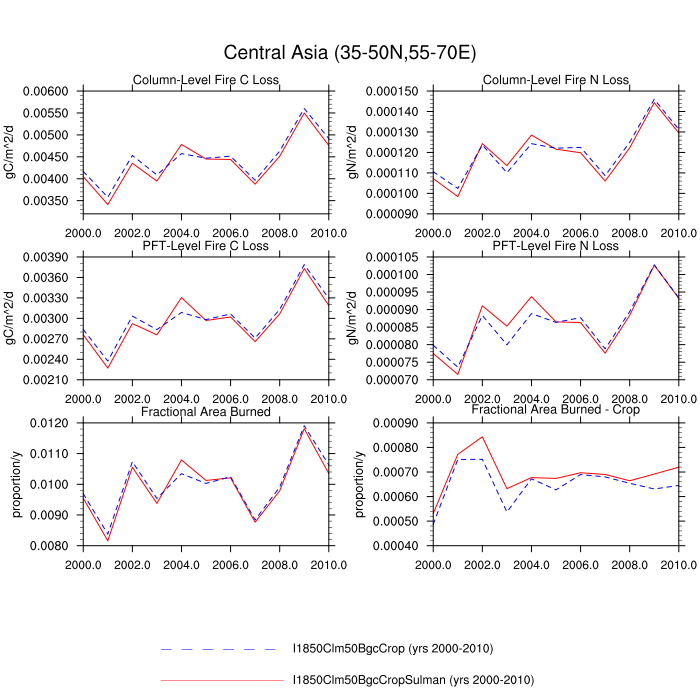 Central Asia (35-50N,55-70E)
Column-Level Fire C Loss
gC/m^2/d
0.00600
0.00550
0.00500
0.00450
0.00400
0.00350
2000.0 2002.0 2004.0 2006.0 2008.0 2010.0
Column-Level Fire N Loss
gN/m^2/d
0.000150
0.000140
0.000130
0.000120
0.000110
0.000100
0.000090
2000.0 2002.0 2004.0 2006.0 2008.0 2010.0
PFT-Level Fire C Loss
gC/m^2/d
0.00390
0.00360
0.00330
0.00300
0.00270
0.00240
0.00210
2000.0 2002.0 2004.0 2006.0 2008.0 2010.0
PFT-Level Fire N Loss
gN/m^2/d
0.000105
0.000100
0.000095
0.000090
0.000085
0.000080
0.000075
0.000070
2000.0 2002.0 2004.0 2006.0 2008.0 2010.0
Fractional Area Burned
proportion/y
0.0120
0.0110
0.0100
0.0090
0.0080
2000.0 2002.0 2004.0 2006.0 2008.0 2010.0
Fractional Area Burned - Crop
proportion/y
0.00090
0.00080
0.00070
0.00060
0.00050
0.00040
2000.0 2002.0 2004.0 2006.0 2008.0 2010.0
I1850Clm50BgcCrop (yrs 2000-2010)
I1850Clm50BgcCropSulman (yrs 2000-2010)